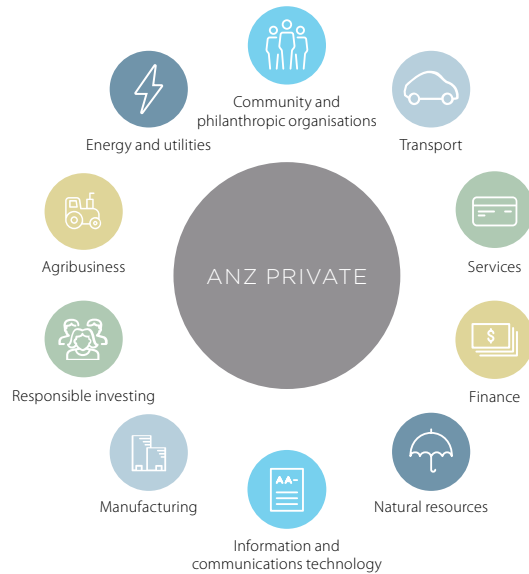 Community and
philanthropic organisations
Energy and utilities
Transport
Agribusiness
ANZ PRIVATE
Services
$
Responsible investing
Finance
Manufacturing
AA-
Natural resources
Information and
communications technology